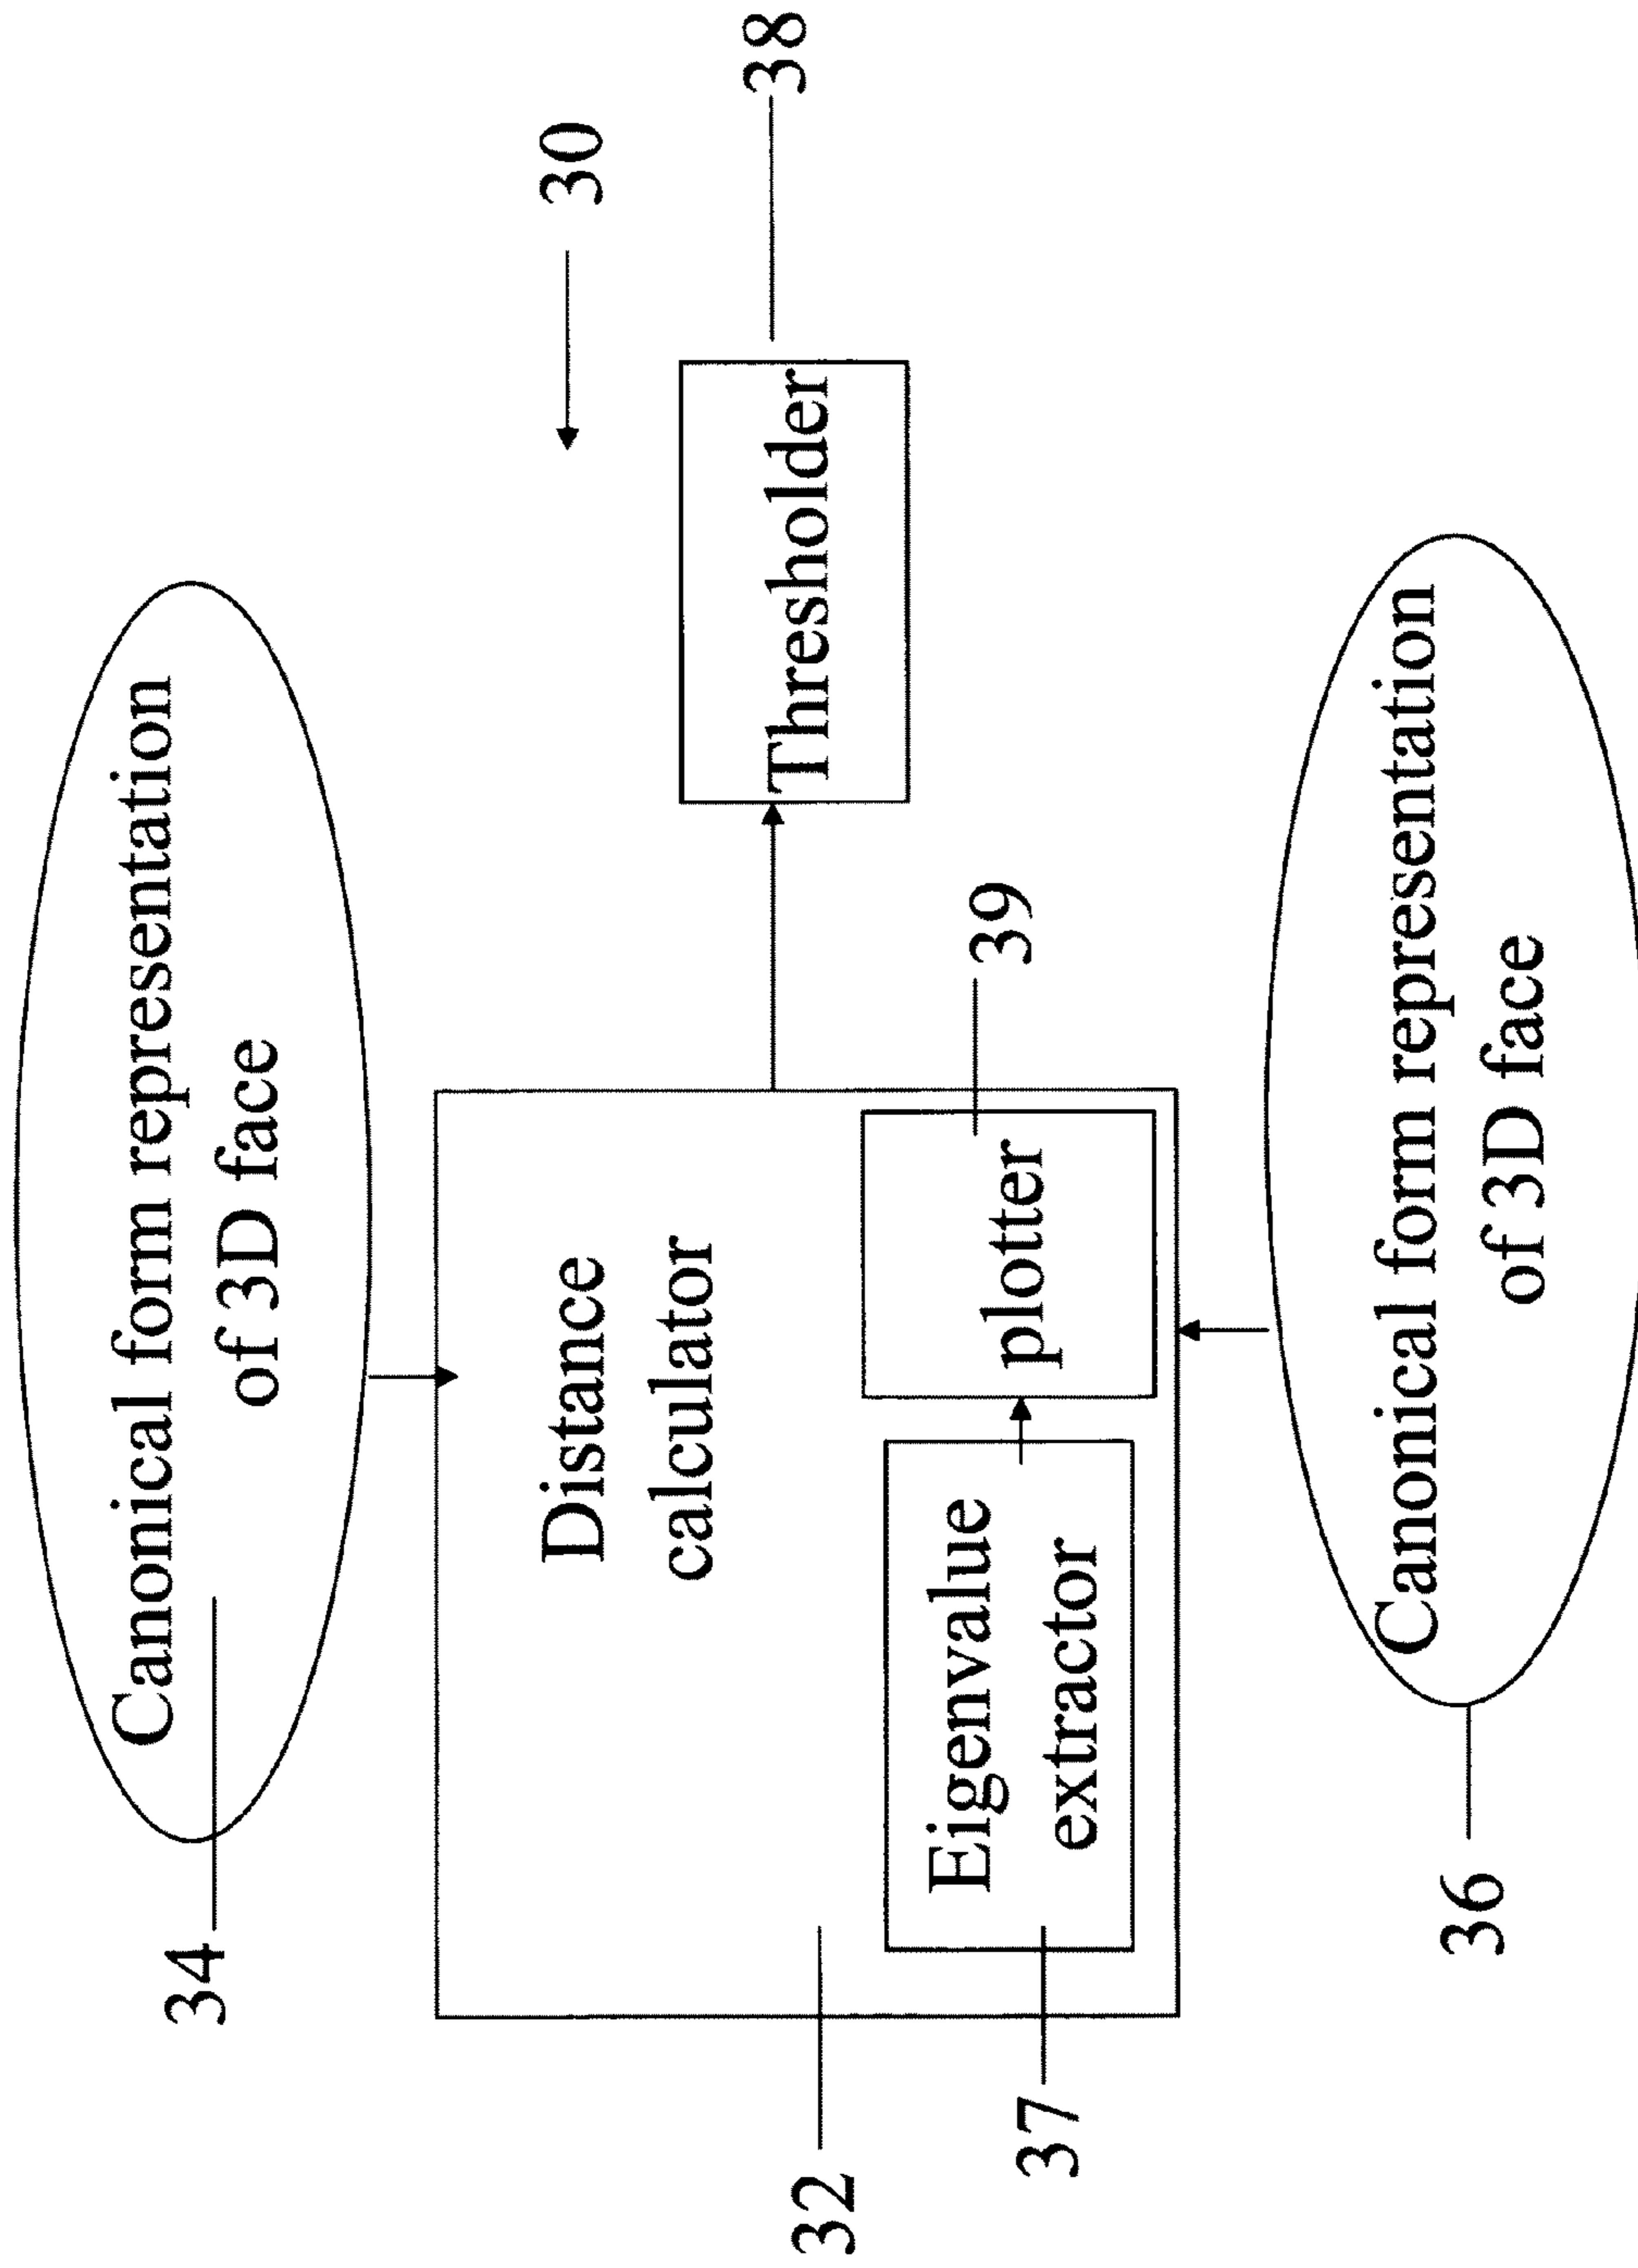 34
Canonical form representation
of 3D face
30
32
Distance
calculator
Thresholder
38
37
Eigenvalue
extractor
plotter
39
36
Canonical form representation
of 3D face